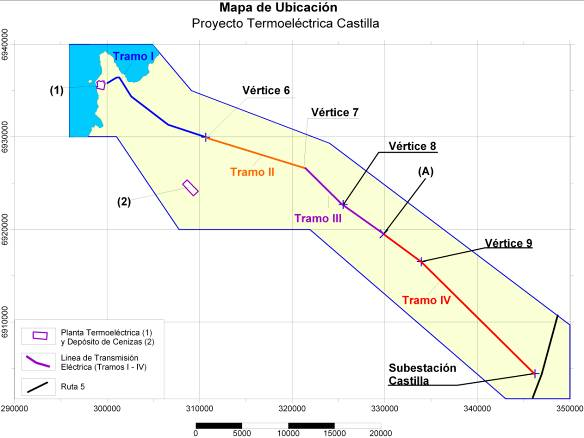 Mapa de Ubicación
Proyecto Termoeléctrica Castilla
6940000
6930000
6920000
6910000
Tramo I
(1)
Vértice 6
Vértice 7
Vértice 8
(A)
Tramo II
(2)
Tramo III
Vértice 9
Tramo IV
Subestación
Castilla
Planta Termoeléctrica (1)
y Depósito de Cenizas (2)
Linea de Transmisión
Eléctrica (Tramos I - IV)
Ruta 5
290000 300000 310000 320000 330000 340000 350000
0 5000 10000 15000 20000